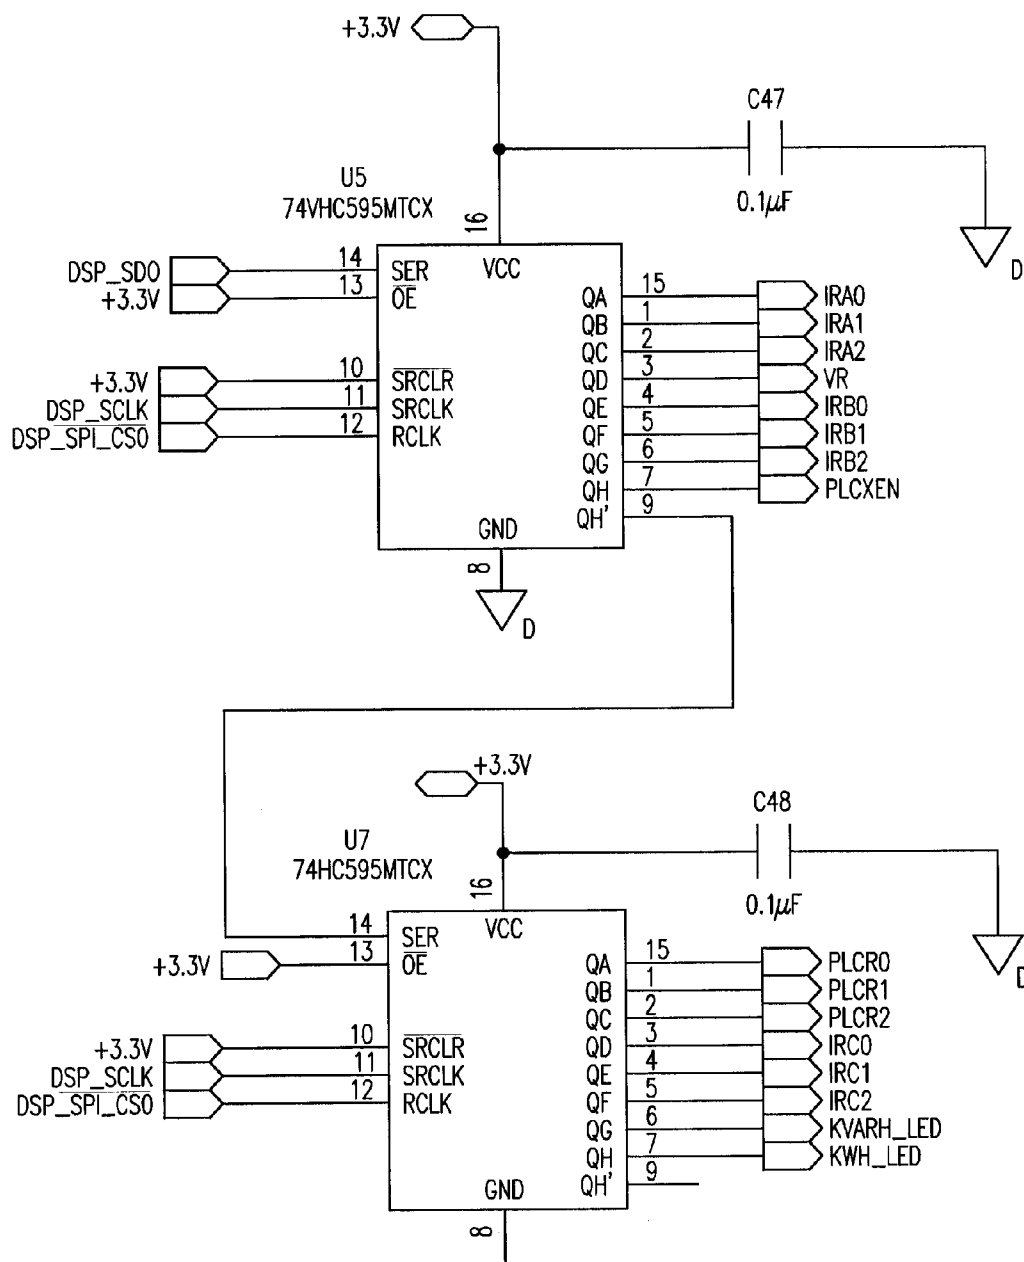 +3.3V
C47
0.1µF
D
U5
74VHC595MTCX
16
VCC
DSP_SDO 14 SER
+3.3V 13 OE
+3.3V 10 SRCLR
DSP_SCLK 11 SRCLK
DSP_SPI_CS0 12 RCLK
QA 15 IRA0
QB 1 IRA1
QC 2 IRA2
QD 3 VR
QE 4 IRB0
QF 5 IRB1
QG 6 IRB2
QH 7 PLCXEN
QH' 9
GND
8
D
+3.3V
C48
0.1µF
D
U7
74HC595MTCX
16
VCC
14 SER
+3.3V 13 OE
+3.3V 10 SRCLR
DSP_SCLK 11 SRCLK
DSP_SPI_CS0 12 RCLK
QA 15 PLCR0
QB 1 PLCR1
QC 2 PLCR2
QD 3 IRC0
QE 4 IRC1
QF 5 IRC2
QG 6 KVARH_LED
QH 7 KWH_LED
QH' 9
GND
8